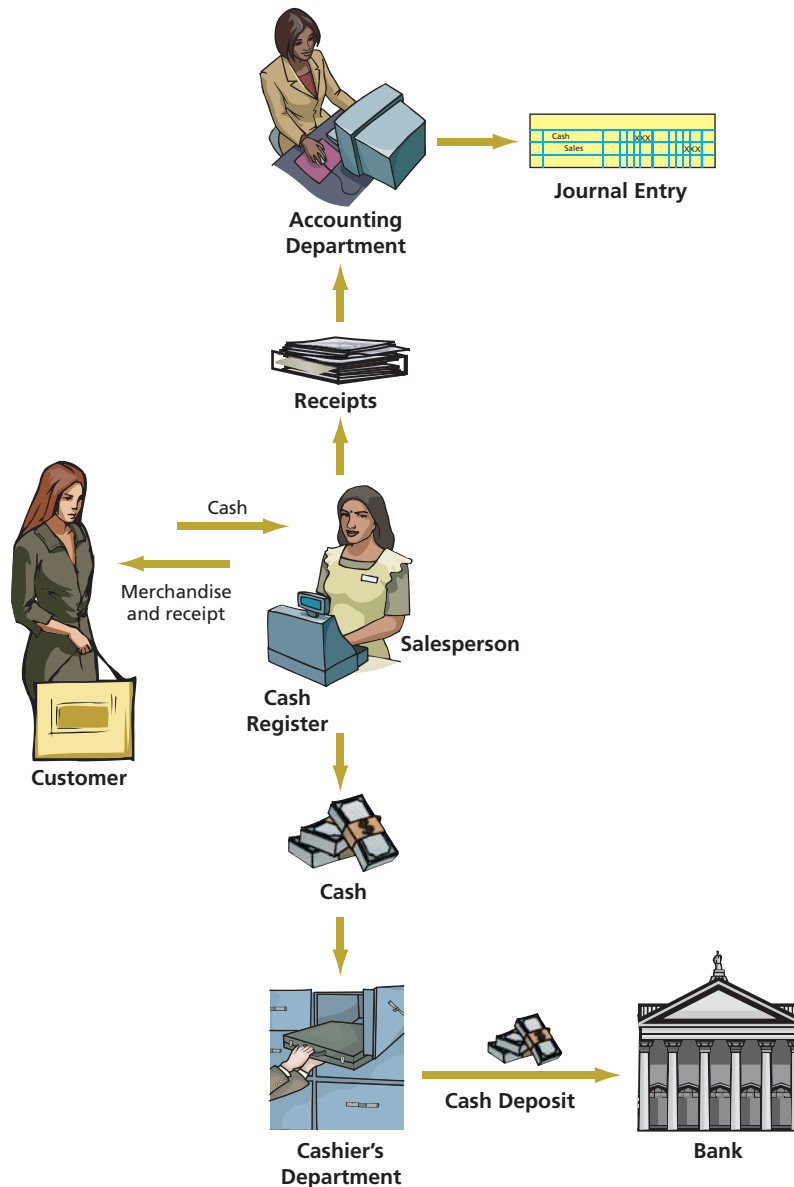 Cash
xxx
Sales
xxx
Journal Entry
Accounting
Department
Receipts
Cash
Merchandise
and receipt
Salesperson
Cash
Register
Customer
$
Cash
Cash Deposit
Cashier's
Department
Bank